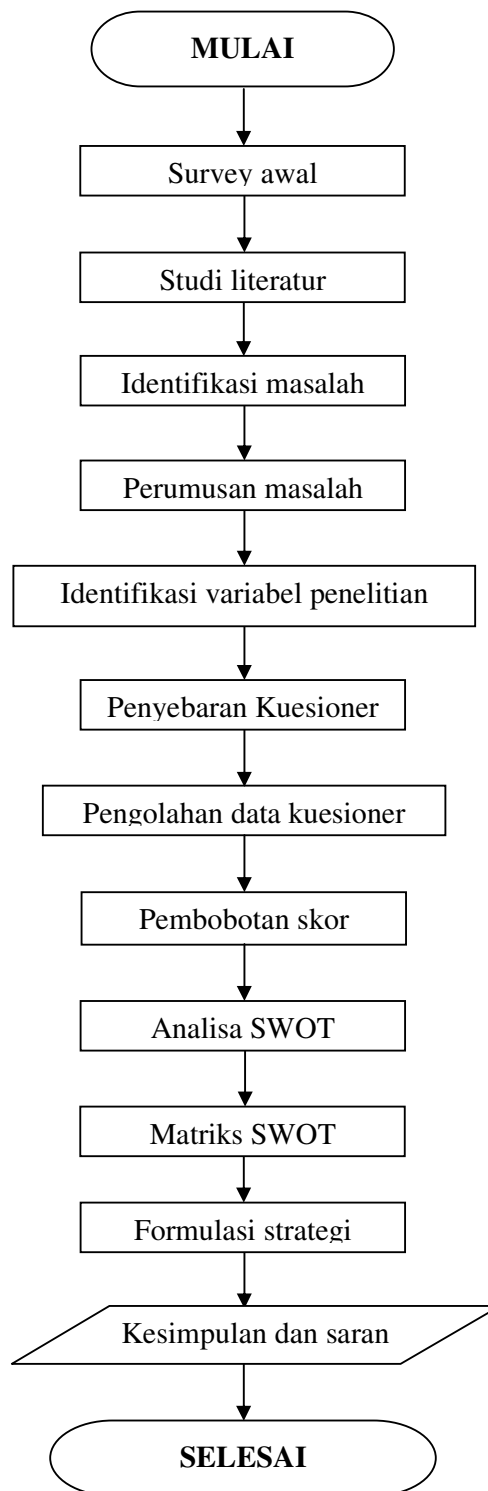 MULAI
Survey awal
Studi literatur
Identifikasi masalah
Perumusan masalah
Identifikasi variabel penelitian
Penyebaran Kuesioner
Pengolahan data kuesioner
Pembobotan skor
Analisa SWOT
Matriks SWOT
Formulasi strategi
Kesimpulan dan saran
SELESAI